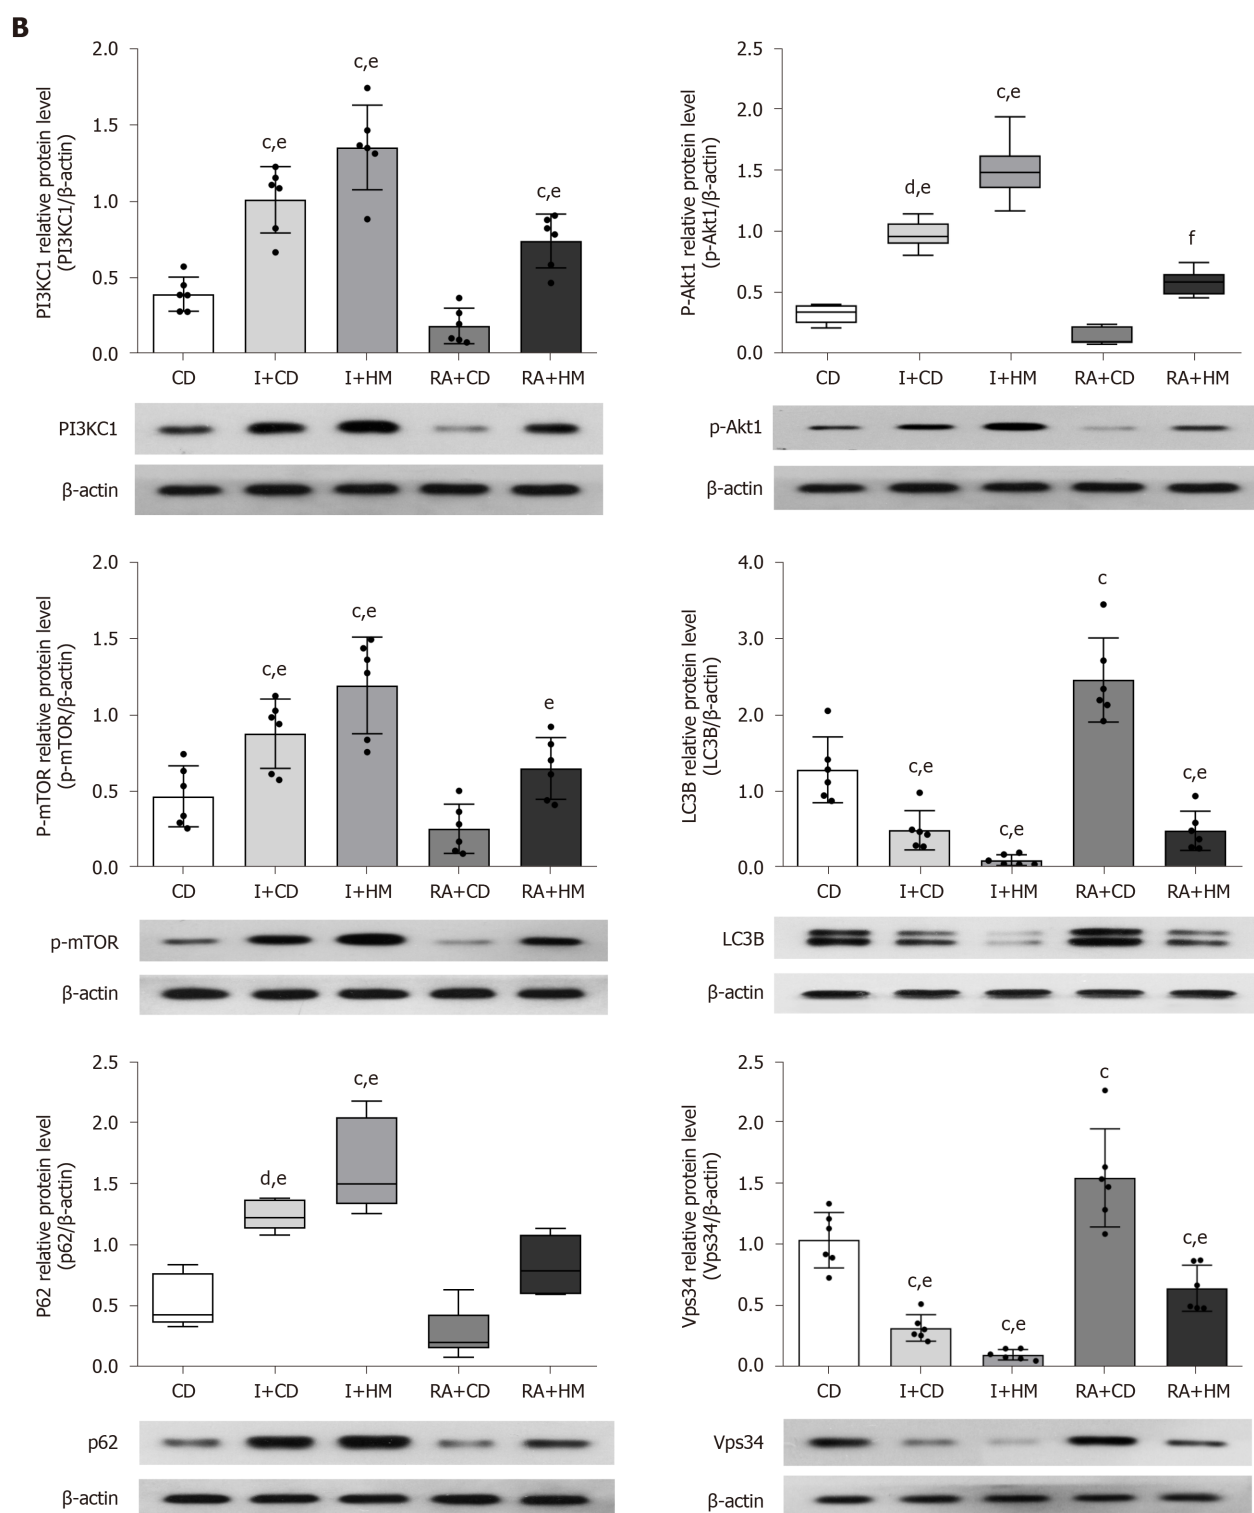 B
PI3KC1 relative protein level
(PI3KC1/β-actin)
2.0
1.5
1.0
0.5
0.0
c,e
c,e
c,e
CD
I+CD
I+HM
RA+CD
RA+HM
PI3KC1
β-actin
P-Akt1 relative protein level
(p-Akt1/β-actin)
2.5
2.0
1.5
1.0
0.5
0.0
d,e
c,e
f
CD
I+CD
I+HM
RA+CD
RA+HM
p-Akt1
β-actin
P-mTOR relative protein level
(p-mTOR/β-actin)
2.0
1.5
1.0
0.5
0.0
c,e
c,e
e
CD
I+CD
I+HM
RA+CD
RA+HM
p-mTOR
β-actin
LC3B relative protein level
(LC3B/β-actin)
4.0
3.0
2.0
1.0
0.0
c,e
c,e
c
c,e
CD
I+CD
I+HM
RA+CD
RA+HM
LC3B
β-actin
P62 relative protein level
(p62/β-actin)
2.5
2.0
1.5
1.0
0.5
0.0
d,e
c,e
CD
I+CD
I+HM
RA+CD
RA+HM
p62
β-actin
Vps34 relative protein level
(Vps34/β-actin)
2.5
2.0
1.5
1.0
0.5
0.0
c,e
c,e
c
c,e
CD
I+CD
I+HM
RA+CD
RA+HM
Vps34
β-actin